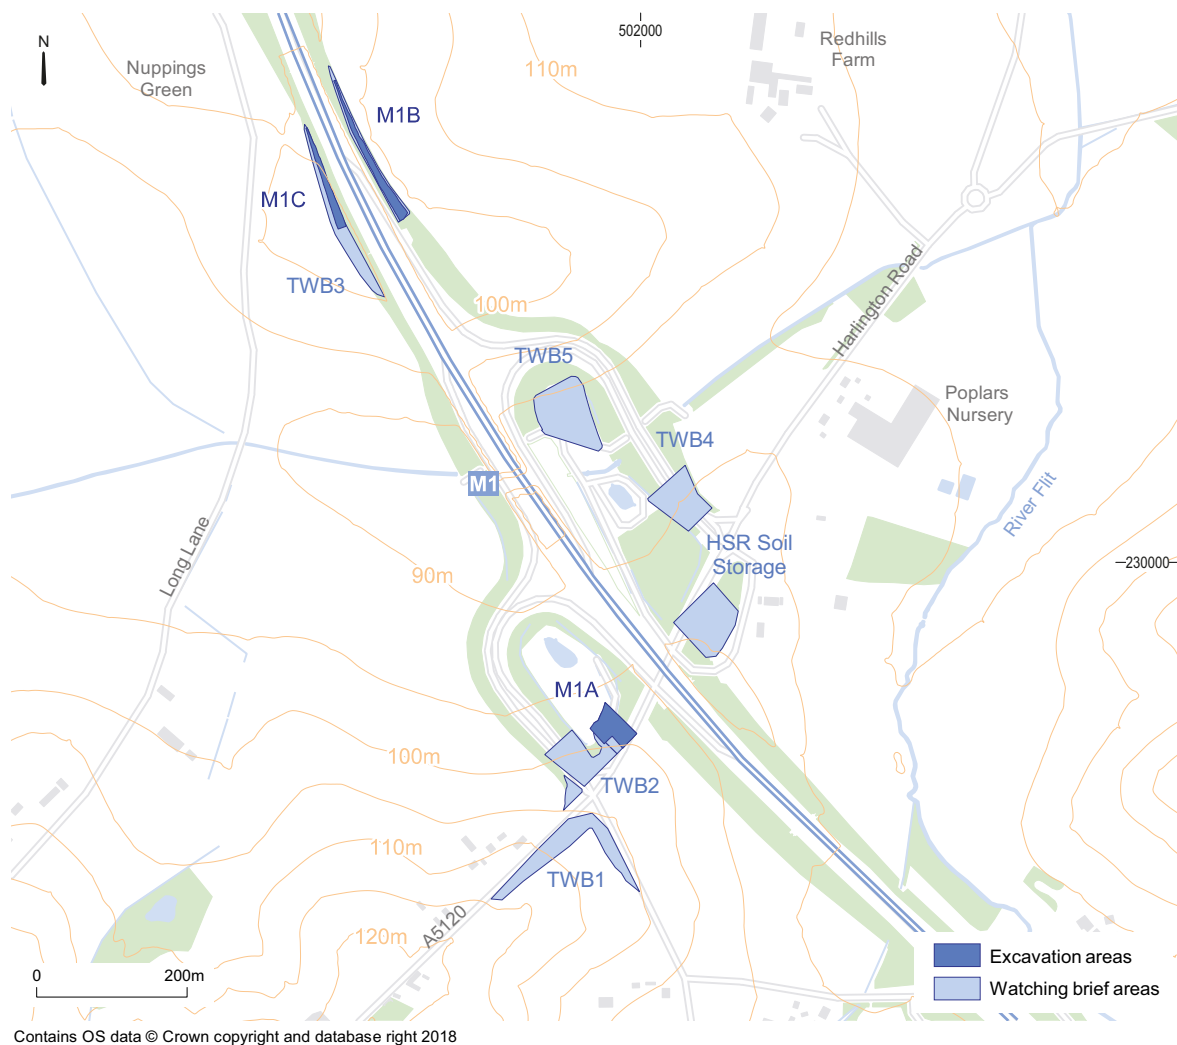 502000
N
Redhills
Farm
Nuppings
Green
110m
M1B
M1C
TWB3
100m
Harlington Road
TWB5
Poplars
Nursery
TWB4
M1
River Flit
HSR Soil
Storage
230000
Long Lane
90m
M1A
100m
TWB2
110m
TWB1
A5120
120m
0 200m
Excavation areas
Watching brief areas
Contains OS data © Crown copyright and database right 2018